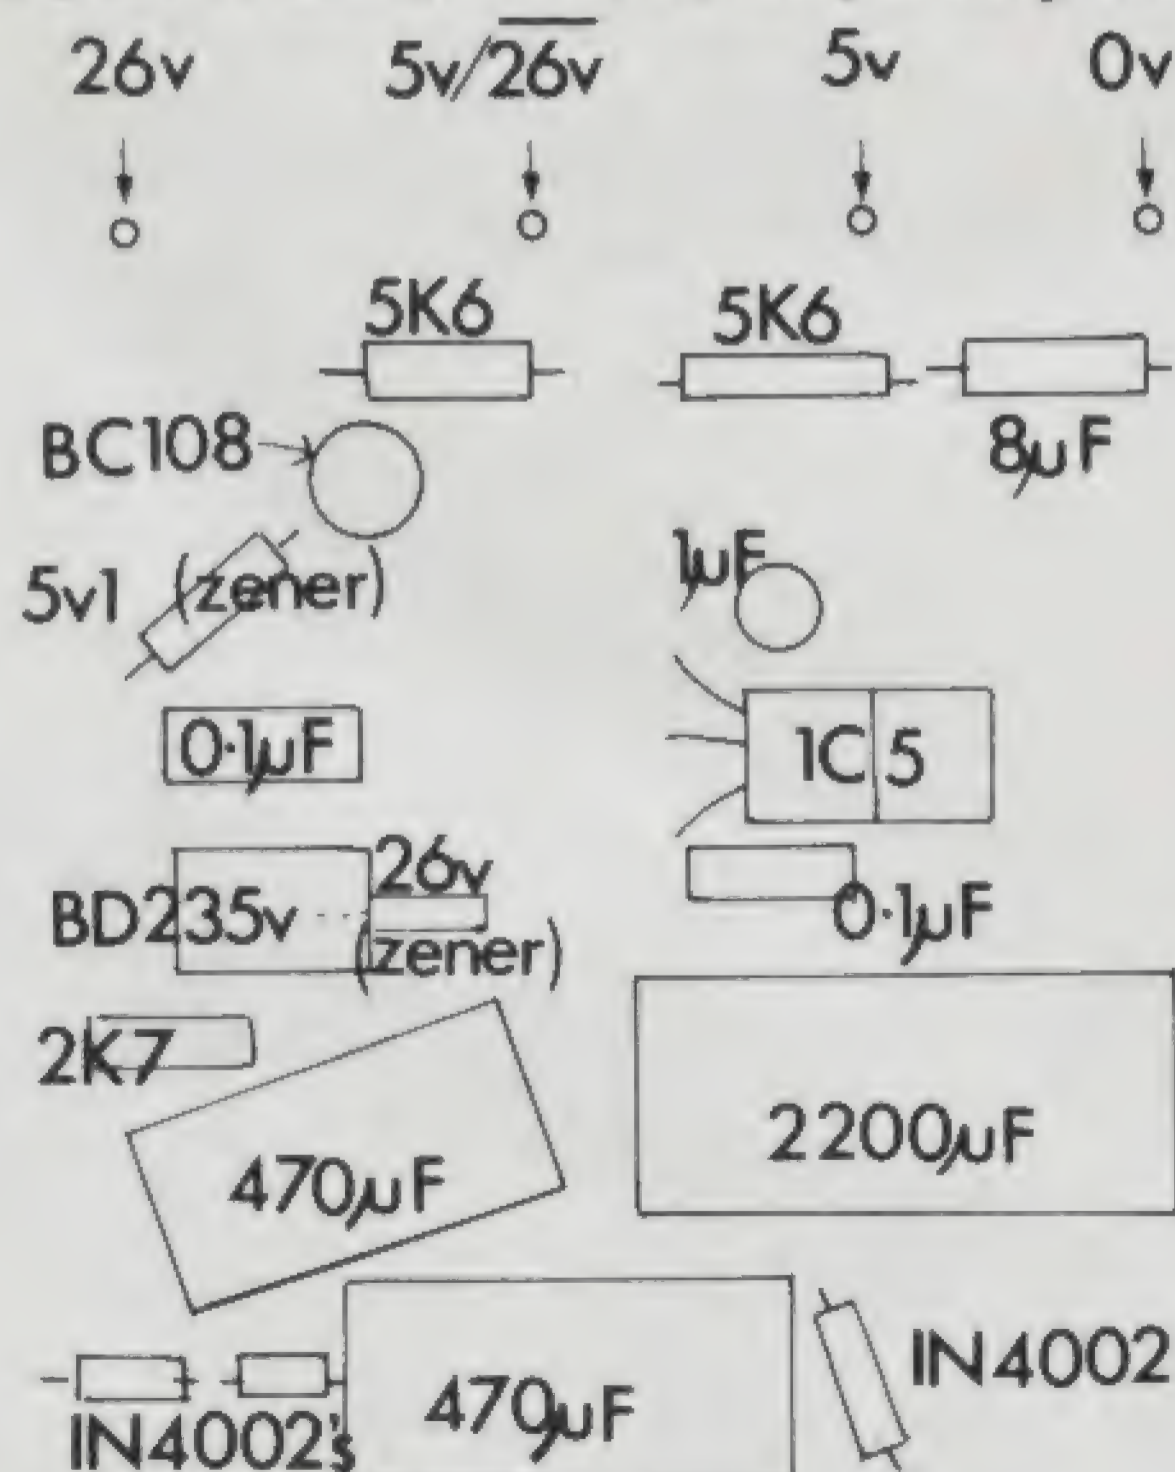 26v 5v/26v 5v 0v
5K6 5K6
BC108 8µF
1µF
5v1 (zener)
0·1µF 1C 5
26v
BD235v 0·1µF
(zener)
2K7
2200µF
470µF
IN4002
470µF
IN4002's